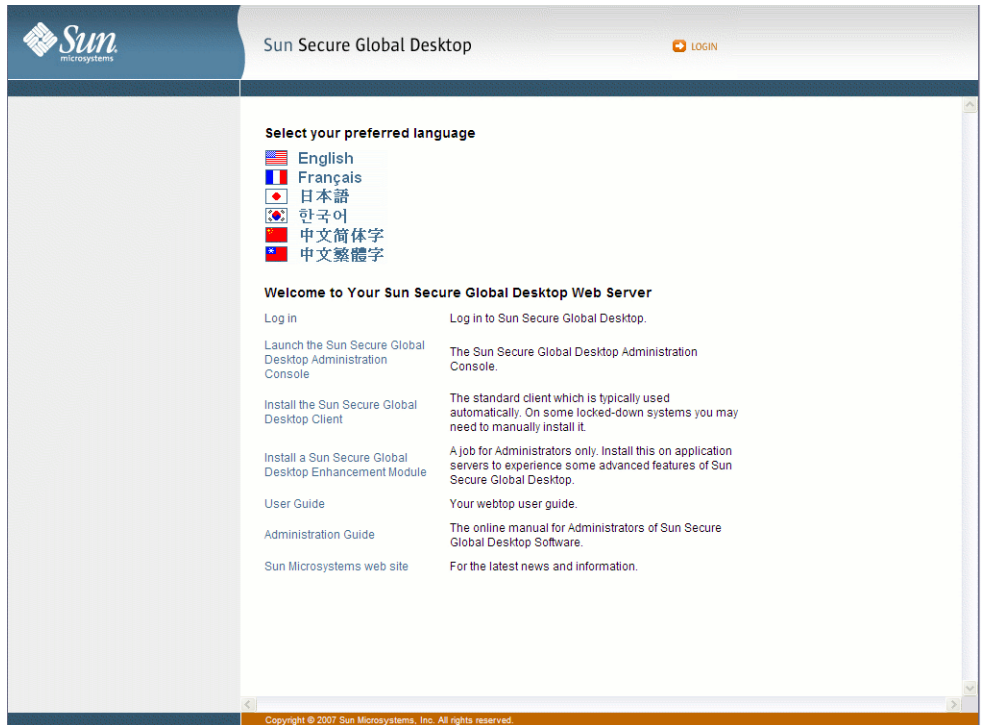 Sun
microsystems
Sun Secure Global Desktop
LOGIN
Select your preferred language
English
Français
日本語
한국어
中文简体字
中文繁體字
Welcome to Your Sun Secure Global Desktop Web Server
Log in
Log in to Sun Secure Global Desktop.
Launch the Sun Secure Global
Desktop Administration
Console
The Sun Secure Global Desktop Administration
Console.
Install the Sun Secure Global
Desktop Client
The standard client which is typically used
automatically. On some locked-down systems you may
need to manually install it.
Install a Sun Secure Global
Desktop Enhancement Module
A job for Administrators only. Install this on application
servers to experience some advanced features of Sun
Secure Global Desktop.
User Guide
Your webtop user guide.
Administration Guide
The online manual for Administrators of Sun Secure
Global Desktop Software.
Sun Microsystems web site
For the latest news and information.
Copyright © 2007 Sun Microsystems, Inc. All rights reserved.